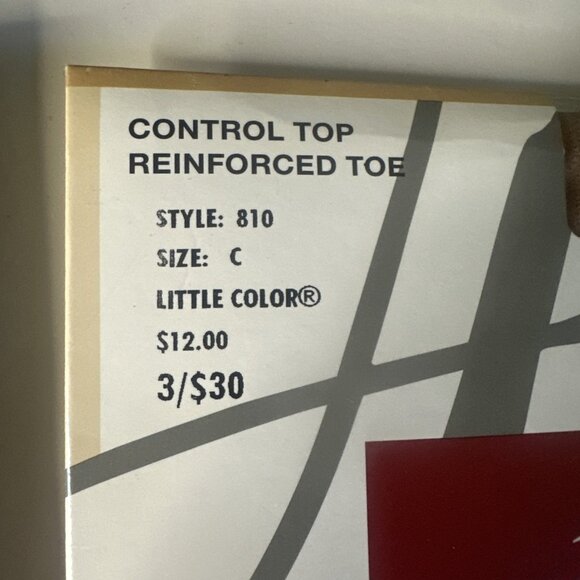 CONTROL TOP
REINFORCED TOE
STYLE: 810
SIZE: C
LITTLE COLOR®
$12.00
3/$30